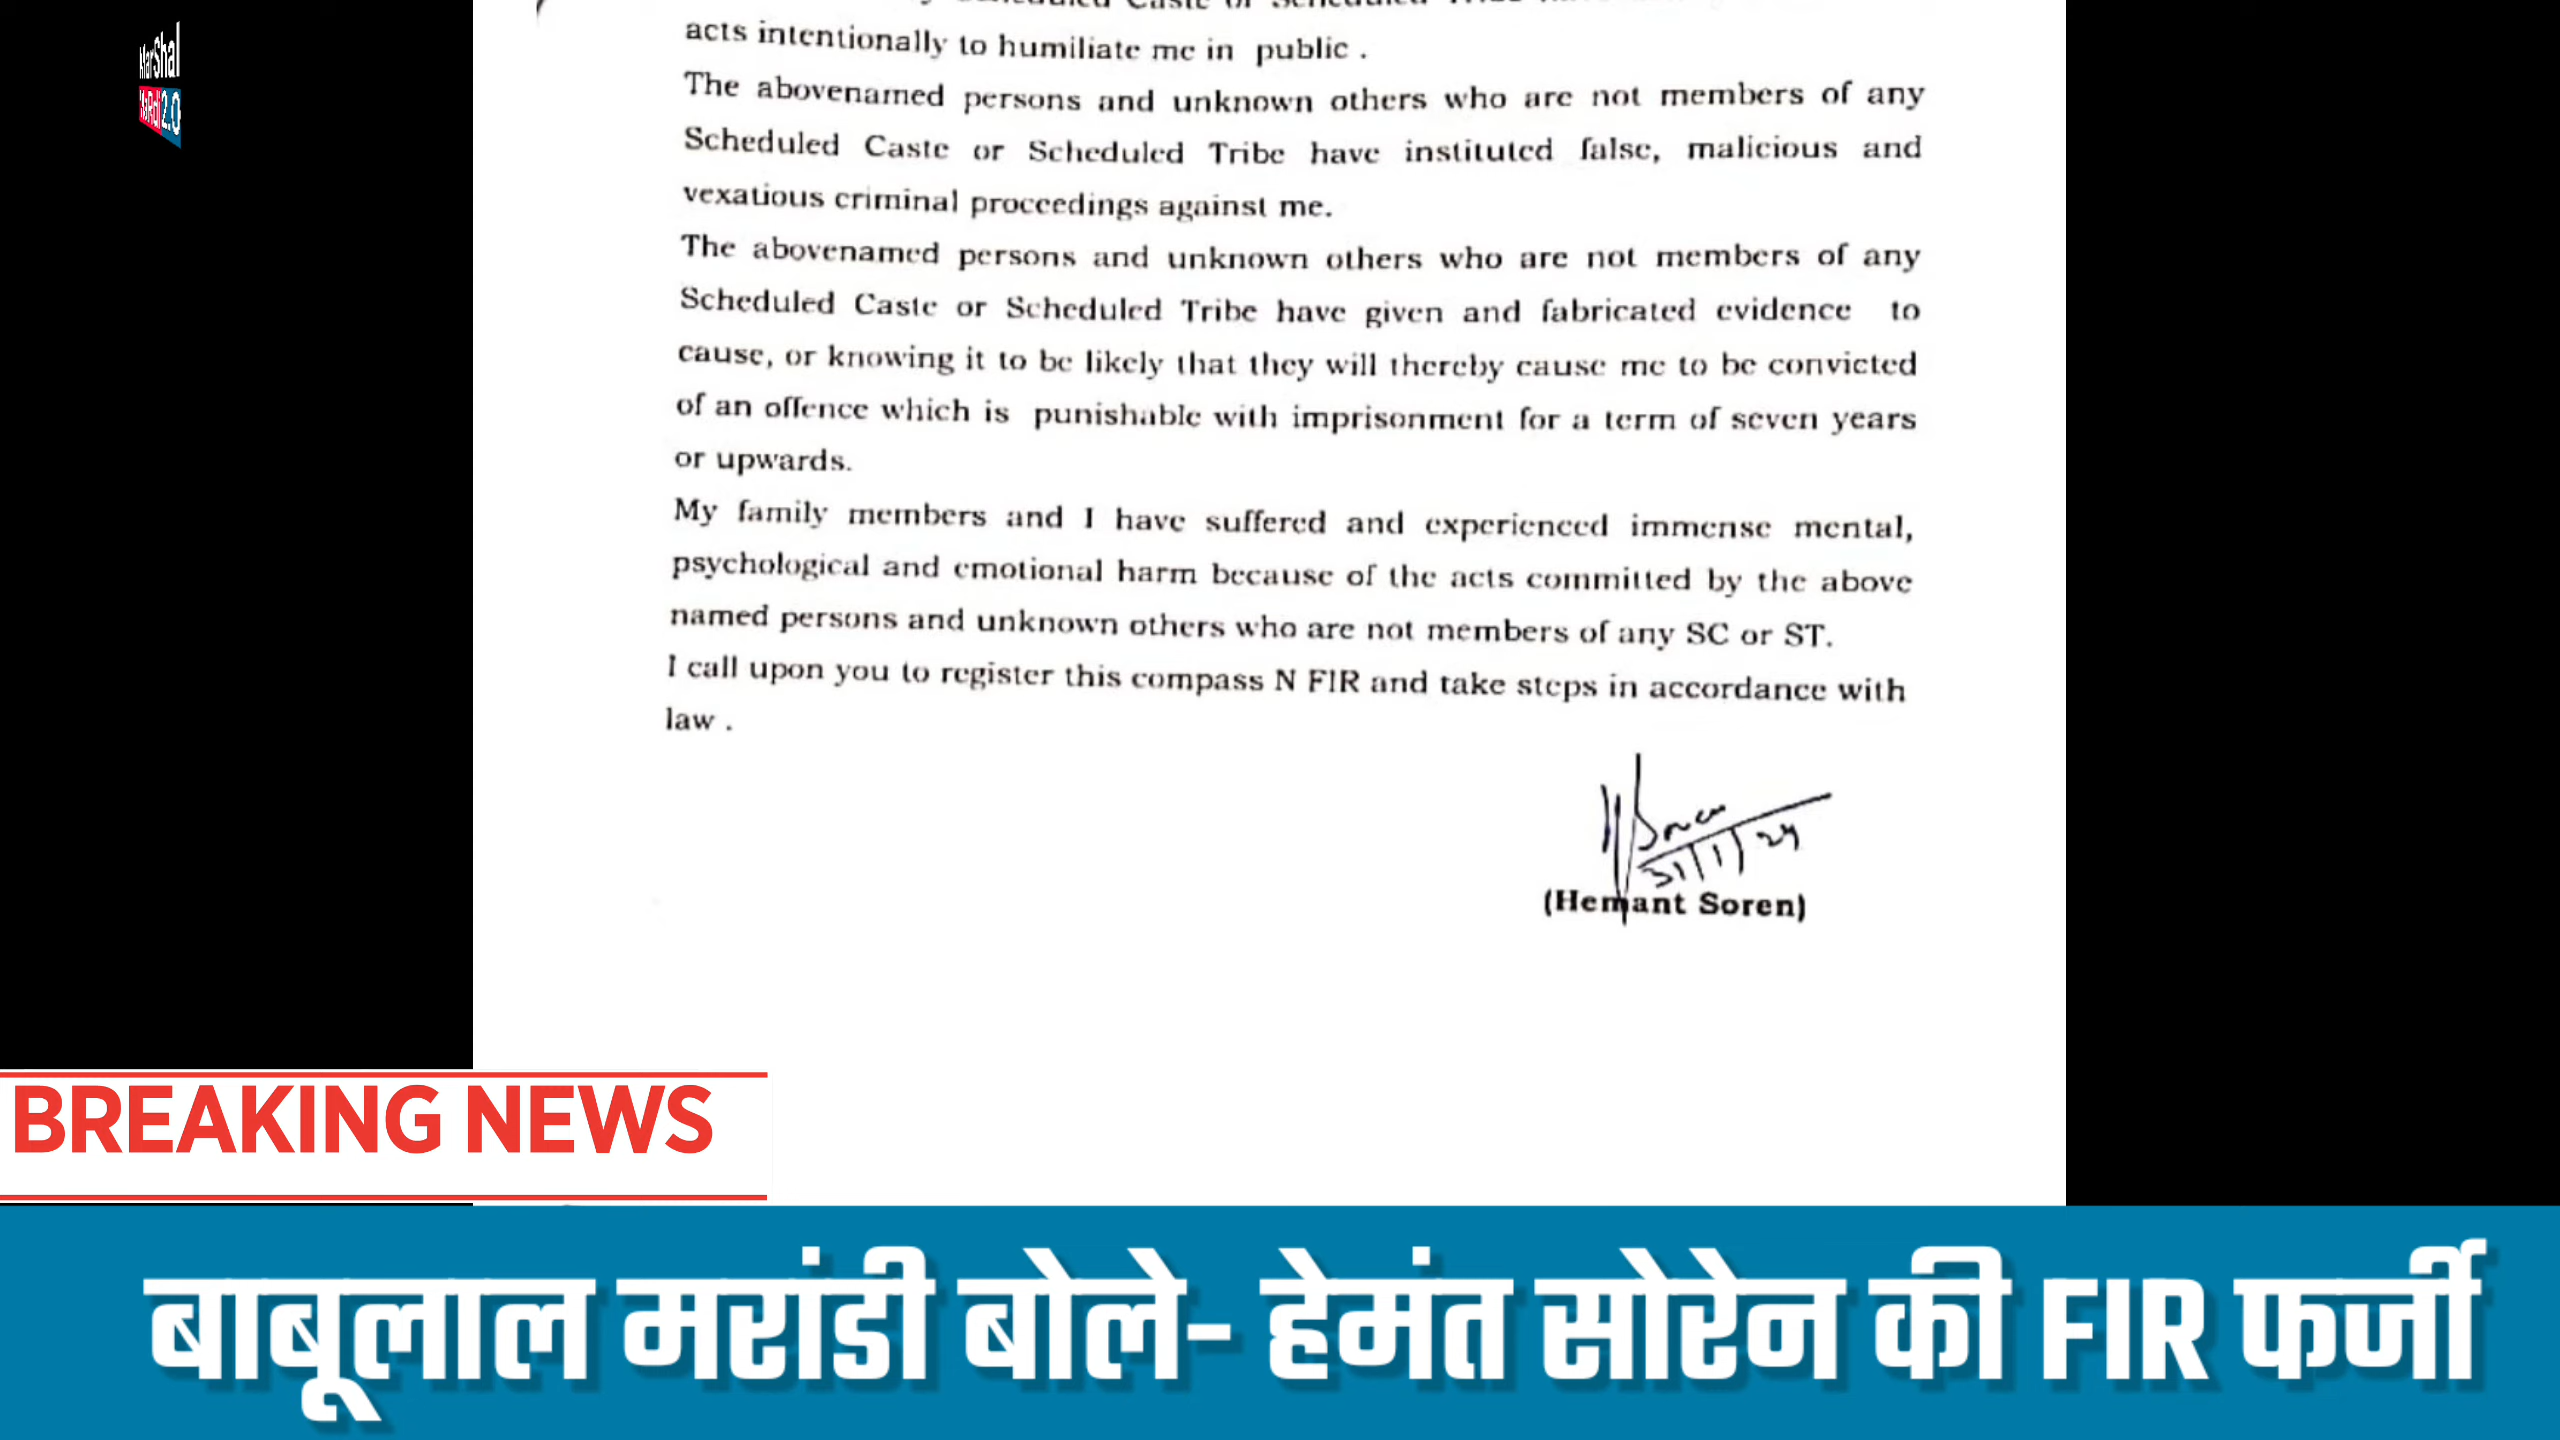 MarShal
MaRdi 2.0
acts intentionally to humiliate me in public .
The abovenamed persons and unknown others who are not members of any
Scheduled Caste or Scheduled Tribe have instituted false, malicious and
vexatious criminal proceedings against me.
The abovenamed persons and unknown others who are not members of any
Scheduled Caste or Scheduled Tribe have given and fabricated evidence to
cause, or knowing it to be likely that they will thereby cause me to be convicted
of an offence which is punishable with imprisonment for a term of seven years
or upwards.
My family members and I have suffered and experienced immense mental,
psychological and emotional harm because of the acts committed by the above
named persons and unknown others who are not members of any SC or ST.
I call upon you to register this compass N FIR and take steps in accordance with
law .
HSoren
31/1/24
(Hemant Soren)
BREAKING NEWS
बाबूलाल मरांडी बोले- हेमंत सोरेन की FIR फर्जी